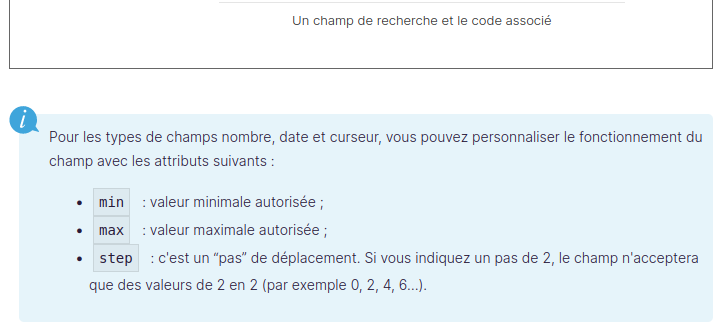 Un champ de recherche et le code associé
i
Pour les types de champs nombre, date et curseur, vous pouvez personnaliser le fonctionnement du
champ avec les attributs suivants :
• min : valeur minimale autorisée ;
• max : valeur maximale autorisée ;
• step : c'est un “pas” de déplacement. Si vous indiquez un pas de 2, le champ n'acceptera
que des valeurs de 2 en 2 (par exemple 0, 2, 4, 6...).